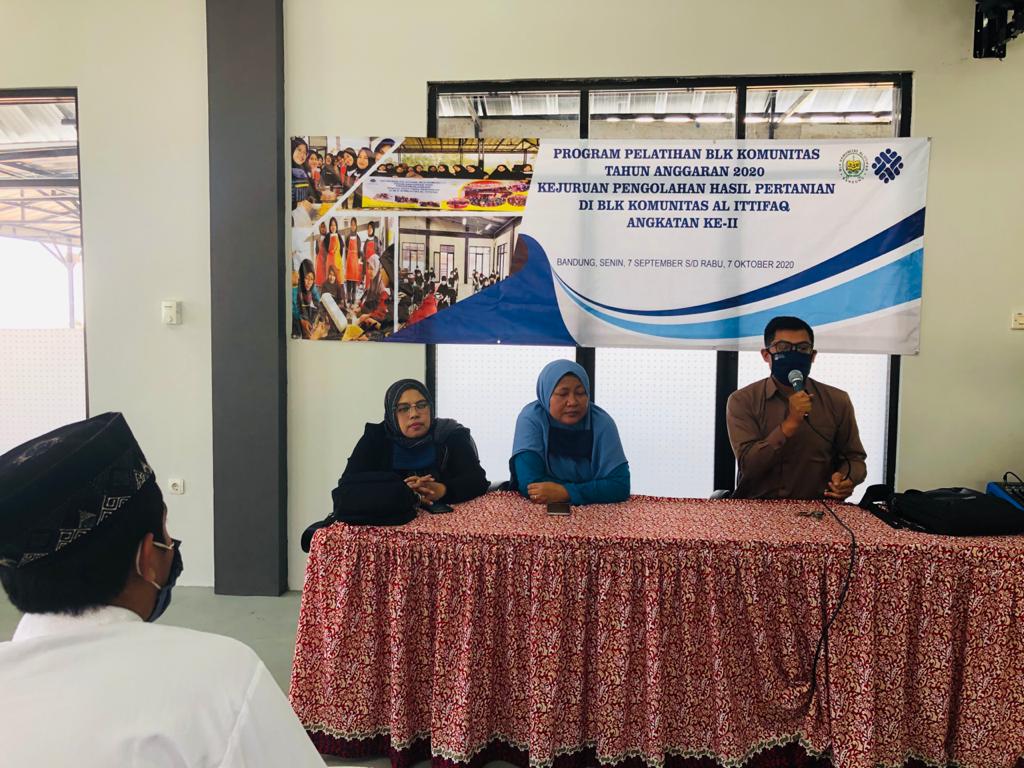 PROGRAM PELATIHAN BLK KOMUNITAS
TAHUN ANGGARAN 2020
KEJURUAN PENGOLAHAN HASIL PERTANIAN
DI BLK KOMUNITAS AL ITTIFAQ
ANGKATAN KE-II
BANDUNG, SENIN, 7 SEPTEMBER S/D RABU, 7 OKTOBER 2020